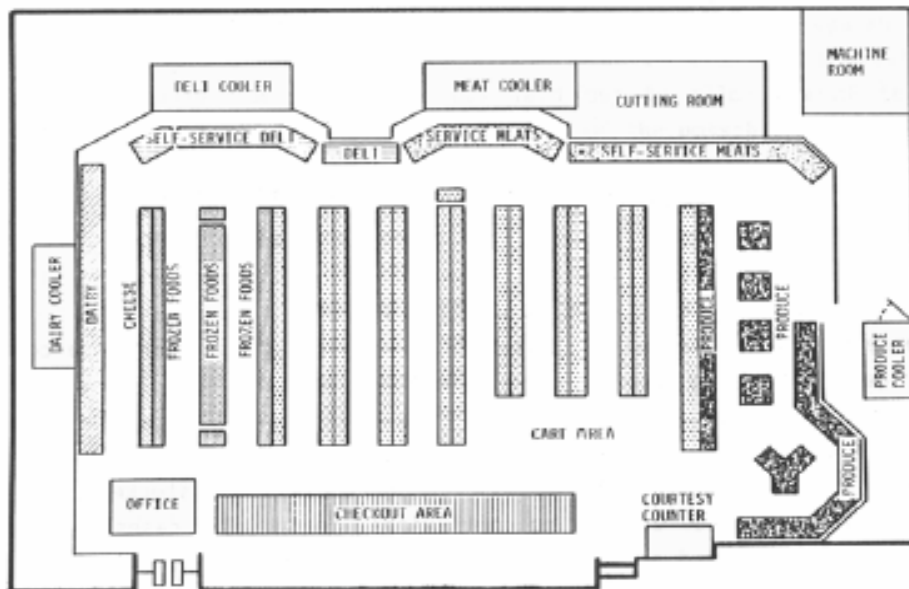 MACHINE
ROOM
DELI COOLER
MEAT COOLER
CUTTING ROOM
SELF-SERVICE DELI
DELI
SERVICE MEATS
SELF-SERVICE MEATS
DAIRY COOLER
DAIRY
CHEESE
FROZEN FOODS
FROZEN FOODS
FROZEN FOODS
PRODUCE
PRODUCE
PRODUCE
COOLER
CART AREA
PRODUCE
OFFICE
CHECKOUT AREA
COURTESY
COUNTER